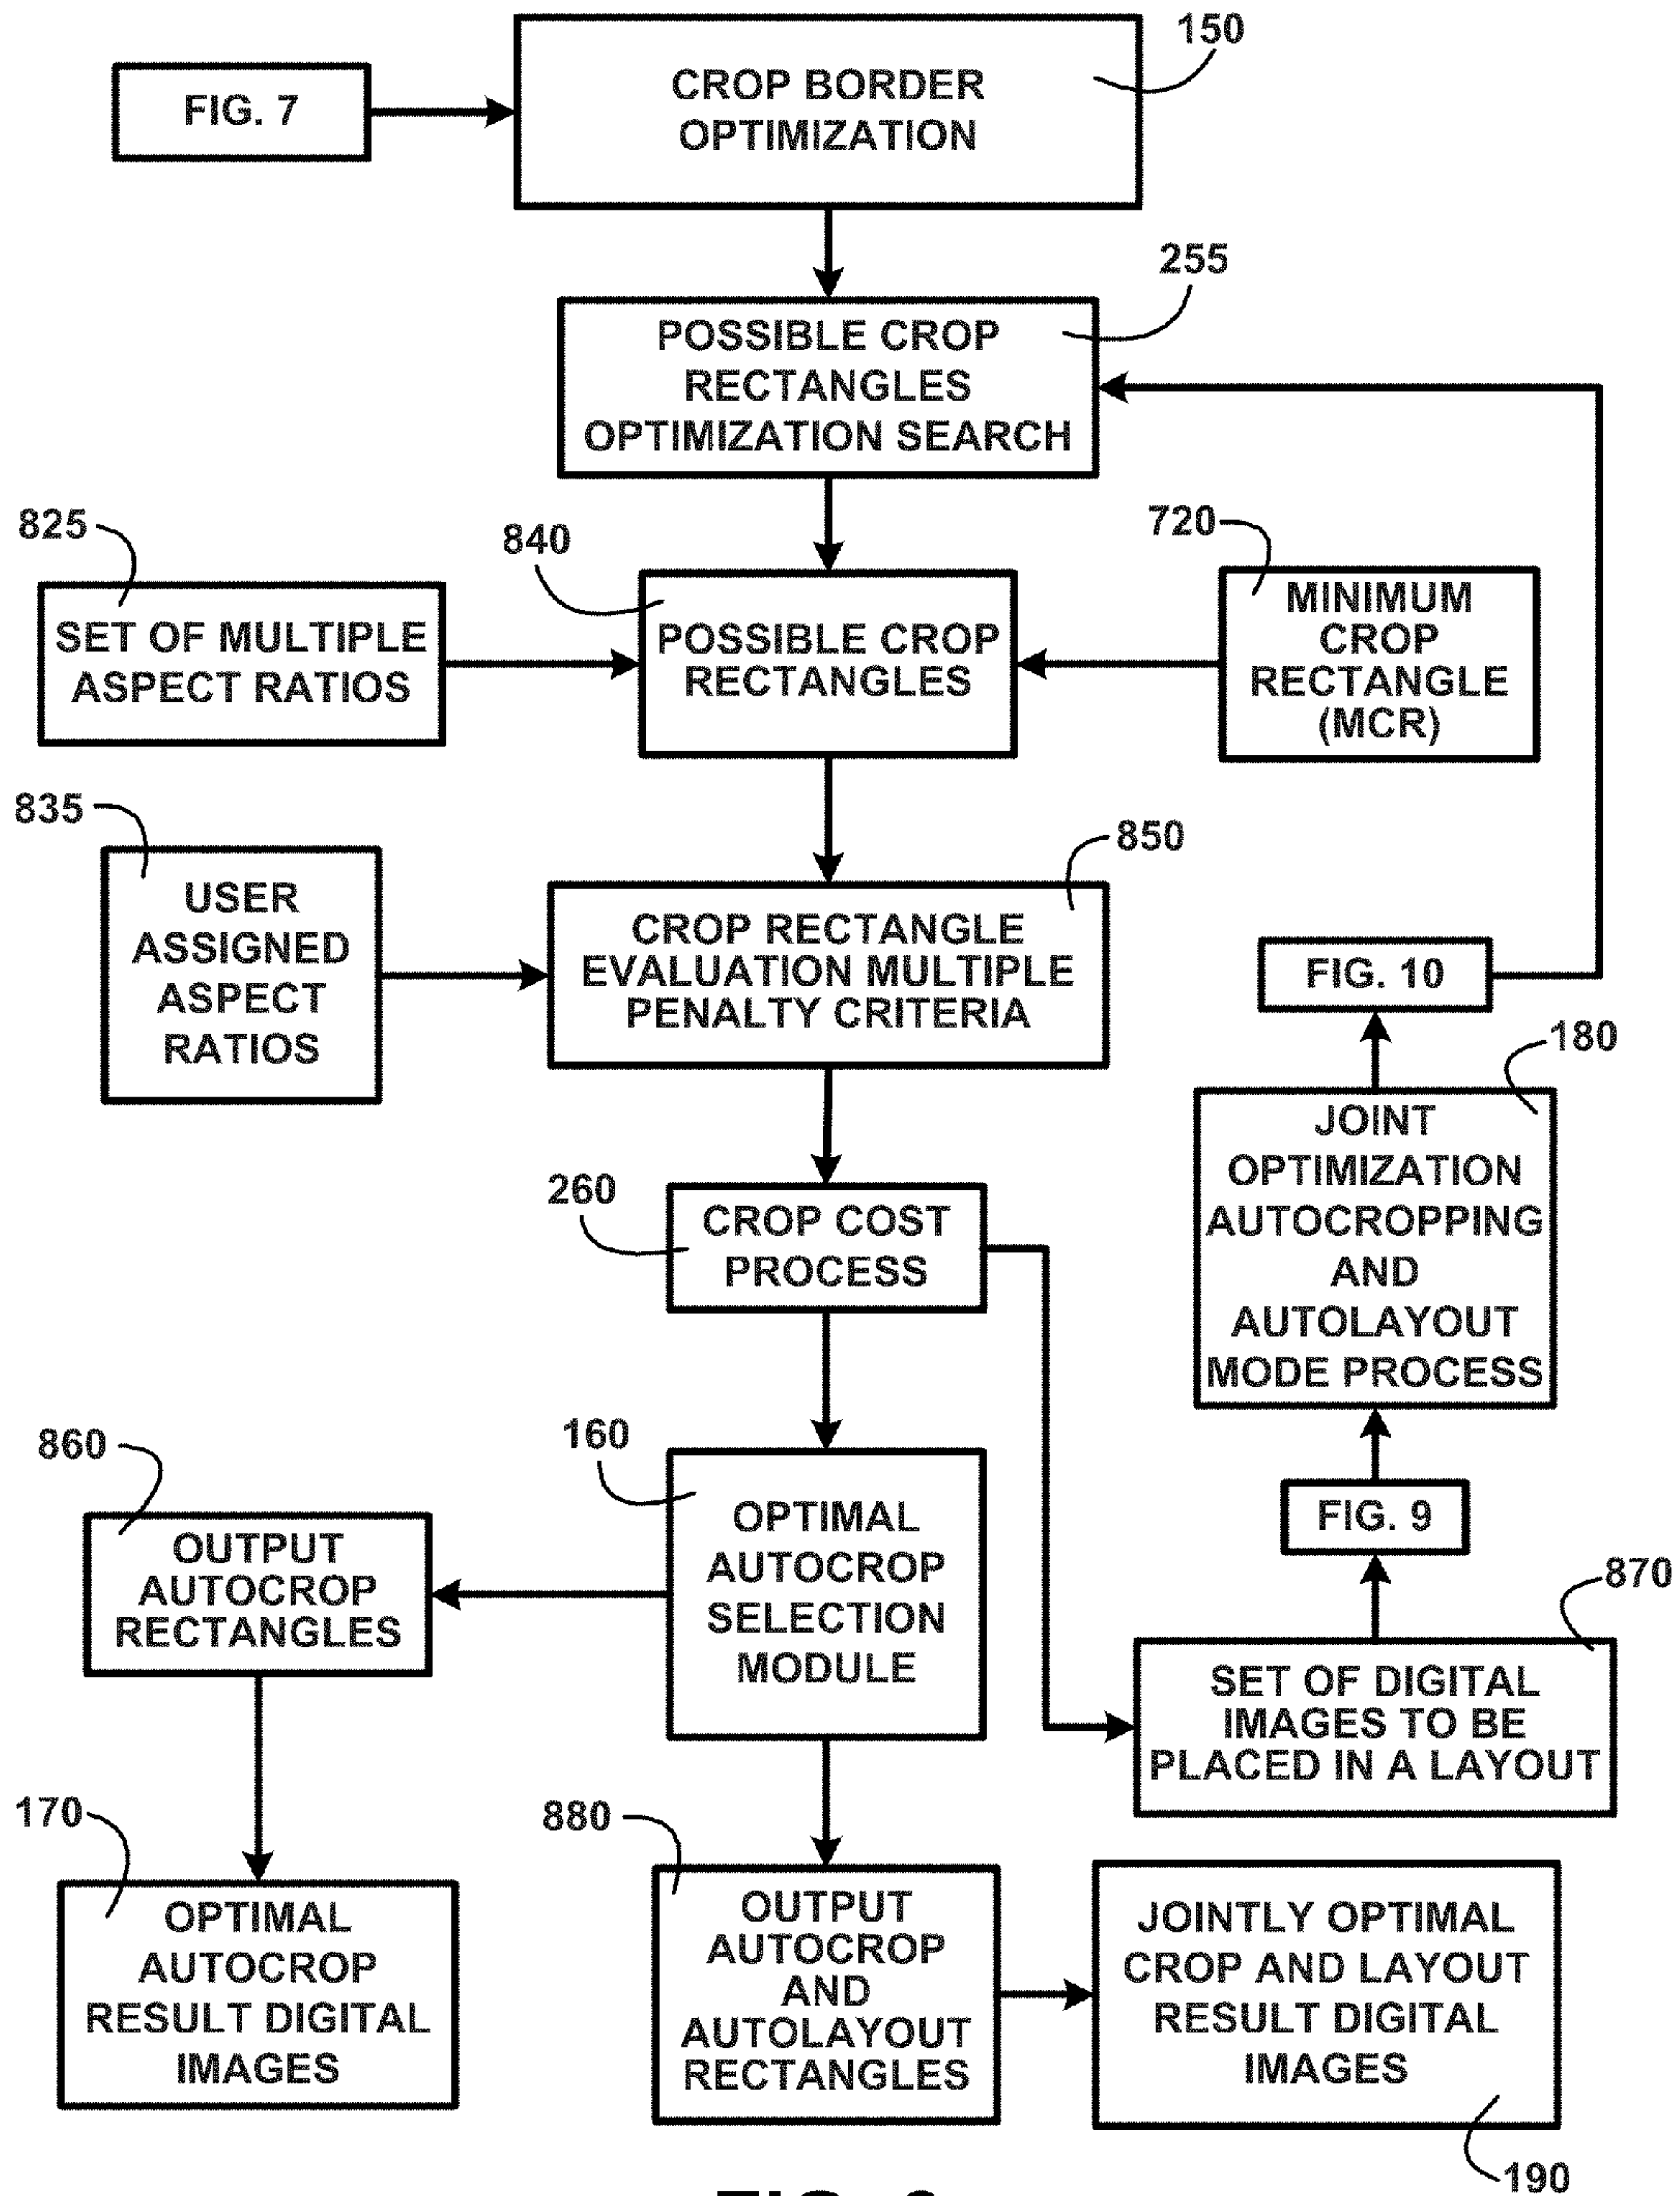 150
FIG. 7
CROP BORDER
OPTIMIZATION
255
POSSIBLE CROP
RECTANGLES
OPTIMIZATION SEARCH
825
840
720
SET OF MULTIPLE
ASPECT RATIOS
POSSIBLE CROP
RECTANGLES
MINIMUM
CROP
RECTANGLE
(MCR)
835
850
USER
ASSIGNED
ASPECT
RATIOS
CROP RECTANGLE
EVALUATION MULTIPLE
PENALTY CRITERIA
FIG. 10
180
JOINT
OPTIMIZATION
AUTOCROPPING
AND
AUTOLAYOUT
MODE PROCESS
260
CROP COST
PROCESS
860
160
OPTIMAL
AUTOCROP
SELECTION
MODULE
FIG. 9
OUTPUT
AUTOCROP
RECTANGLES
870
SET OF DIGITAL
IMAGES TO BE
PLACED IN A LAYOUT
170
880
OPTIMAL
AUTOCROP
RESULT DIGITAL
IMAGES
OUTPUT
AUTOCROP
AND
AUTOLAYOUT
RECTANGLES
JOINTLY OPTIMAL
CROP AND LAYOUT
RESULT DIGITAL
IMAGES
190